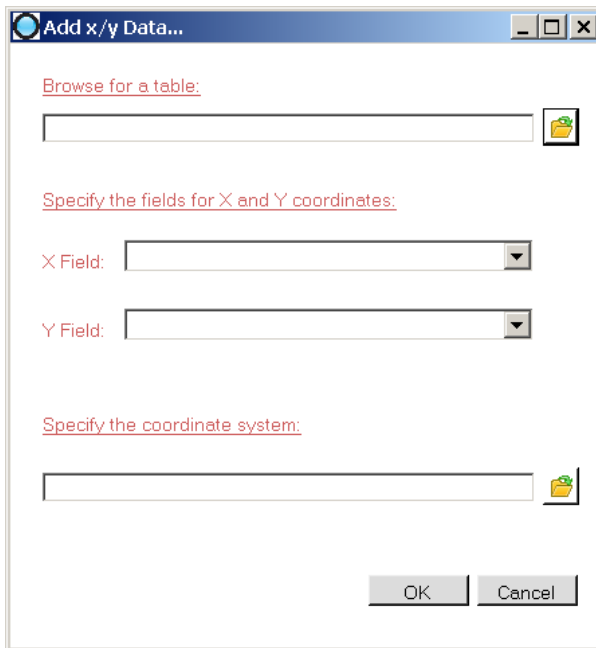 Add x/y Data...
Browse for a table:
Specify the fields for X and Y coordinates:
X Field:
Y Field:
Specify the coordinate system:
OK Cancel